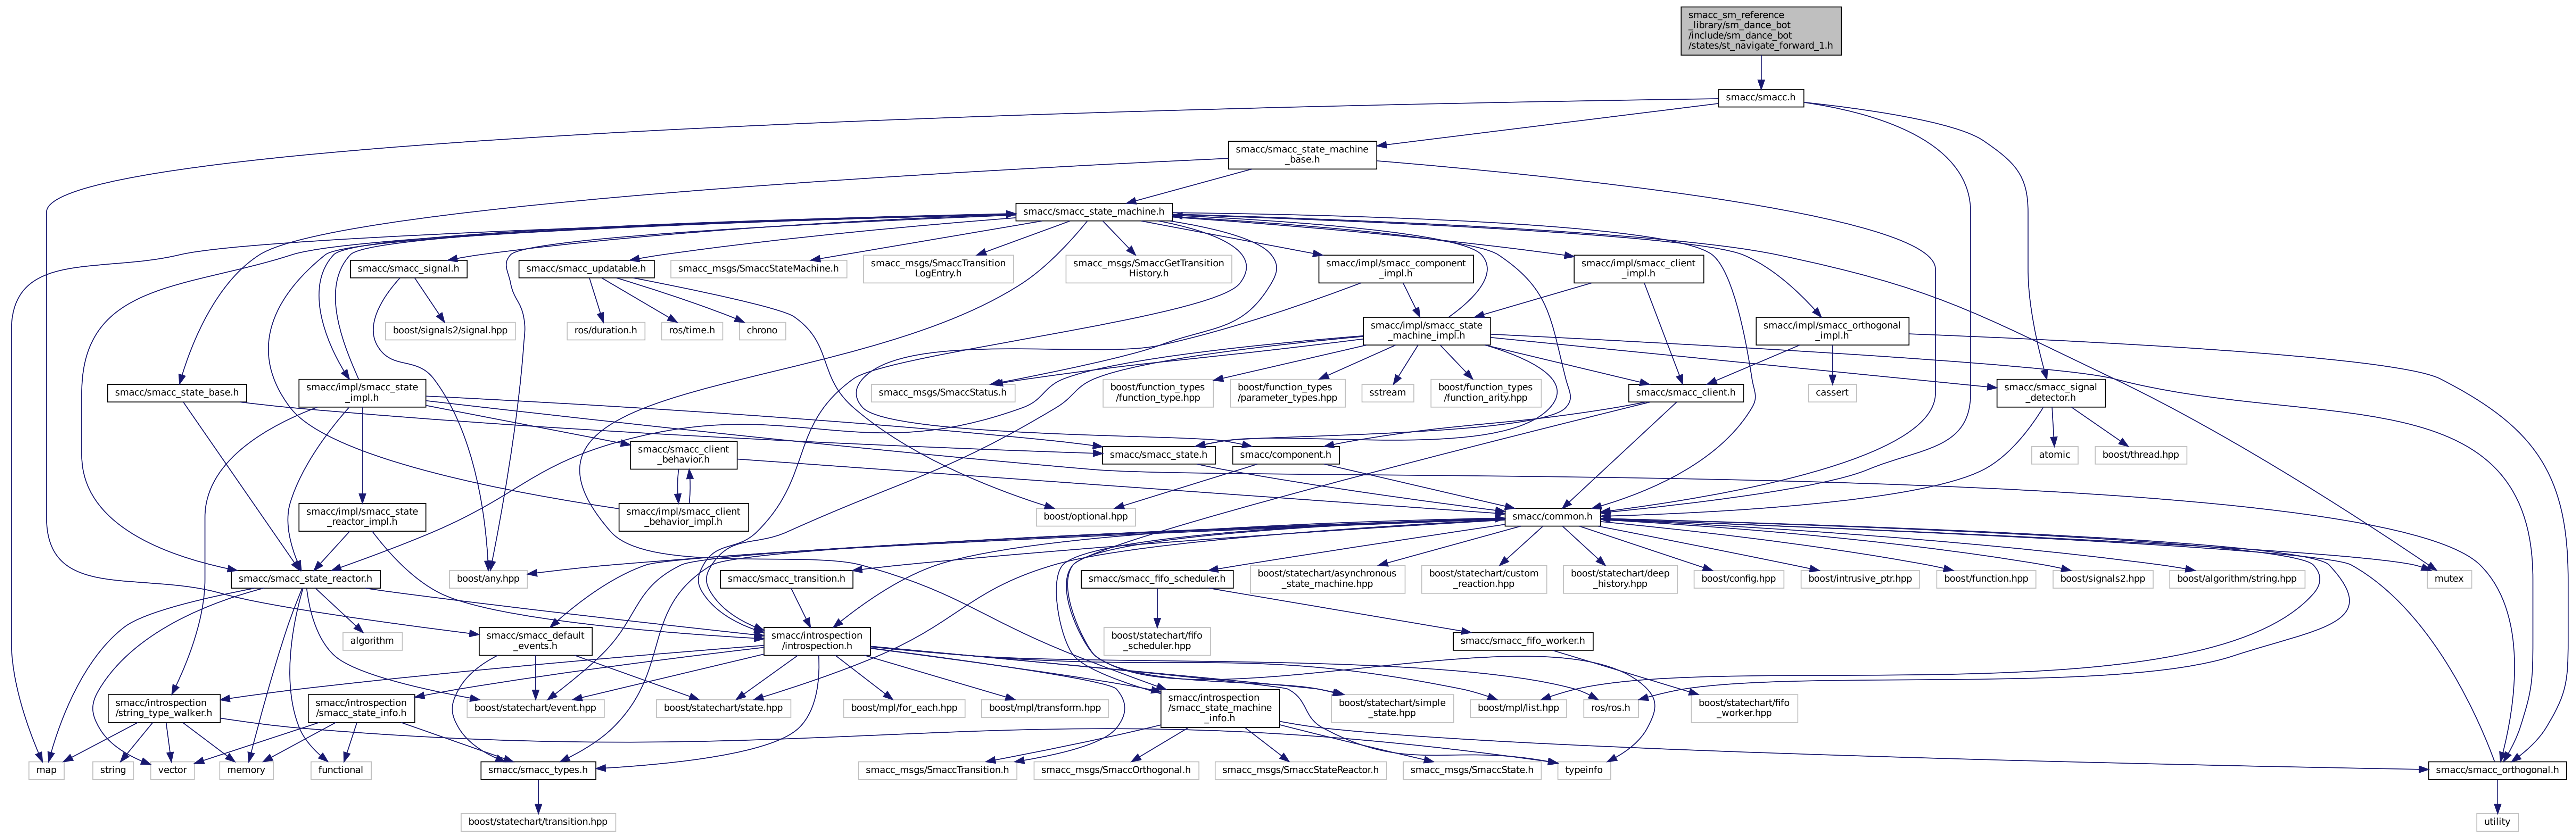 smacc_sm_reference
_library/sm_dance_bot
/include/sm_dance_bot
/states/st_navigate_forward_1.h
smacc/smacc.h
smacc/smacc_state_machine
_base.h
smacc/smacc_state_machine.h
smacc/smacc_signal.h
smacc/smacc_updatable.h
smacc_msgs/SmaccStateMachine.h
smacc_msgs/SmaccTransition
LogEntry.h
smacc_msgs/SmaccGetTransition
History.h
smacc/impl/smacc_component
_impl.h
smacc/impl/smacc_client
_impl.h
boost/signals2/signal.hpp
ros/duration.h
ros/time.h
chrono
smacc/impl/smacc_state
_machine_impl.h
smacc/impl/smacc_orthogonal
_impl.h
smacc/smacc_state_base.h
smacc/impl/smacc_state
_impl.h
smacc_msgs/SmaccStatus.h
boost/function_types
/function_type.hpp
boost/function_types
/parameter_types.hpp
sstream
boost/function_types
/function_arity.hpp
smacc/smacc_client.h
cassert
smacc/smacc_signal
_detector.h
smacc/smacc_client
_behavior.h
smacc/smacc_state.h
smacc/component.h
atomic
boost/thread.hpp
smacc/impl/smacc_state
_reactor_impl.h
smacc/impl/smacc_client
_behavior_impl.h
boost/optional.hpp
smacc/common.h
smacc/smacc_state_reactor.h
boost/any.hpp
smacc/smacc_transition.h
smacc/smacc_fifo_scheduler.h
boost/statechart/asynchronous
_state_machine.hpp
boost/statechart/custom
_reaction.hpp
boost/statechart/deep
_history.hpp
boost/config.hpp
boost/intrusive_ptr.hpp
boost/function.hpp
boost/signals2.hpp
boost/algorithm/string.hpp
mutex
algorithm
smacc/smacc_default
_events.h
smacc/introspection
/introspection.h
boost/statechart/fifo
_scheduler.hpp
smacc/smacc_fifo_worker.h
smacc/introspection
/string_type_walker.h
smacc/introspection
/smacc_state_info.h
boost/statechart/event.hpp
boost/statechart/state.hpp
boost/mpl/for_each.hpp
boost/mpl/transform.hpp
smacc/introspection
/smacc_state_machine
_info.h
boost/statechart/simple
_state.hpp
boost/mpl/list.hpp
ros/ros.h
boost/statechart/fifo
_worker.hpp
map
string
vector
memory
functional
smacc/smacc_types.h
smacc_msgs/SmaccTransition.h
smacc_msgs/SmaccOrthogonal.h
smacc_msgs/SmaccStateReactor.h
smacc_msgs/SmaccState.h
typeinfo
smacc/smacc_orthogonal.h
boost/statechart/transition.hpp
utility